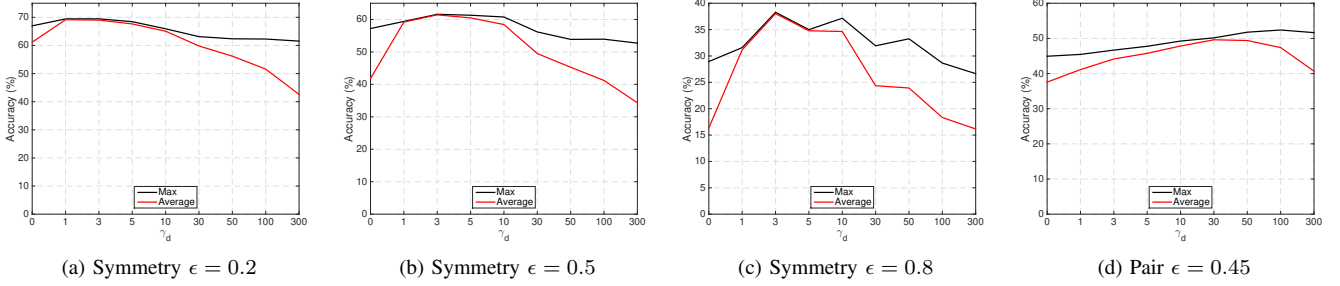 70
60
50
40
30
20
10
0
Accuracy (%)
Max
Average
0 1 3 5 10 30 50 100 300
γd
(a) Symmetry ϵ = 0.2
60
50
40
30
20
10
0
Accuracy (%)
Max
Average
0 1 3 5 10 30 50 100 300
γd
(b) Symmetry ϵ = 0.5
40
35
30
25
20
15
10
5
0
Accuracy (%)
Max
Average
0 1 3 5 10 30 50 100 300
γd
(c) Symmetry ϵ = 0.8
60
50
40
30
20
10
0
Accuracy (%)
Max
Average
0 1 3 5 10 30 50 100 300
γd
(d) Pair ϵ = 0.45